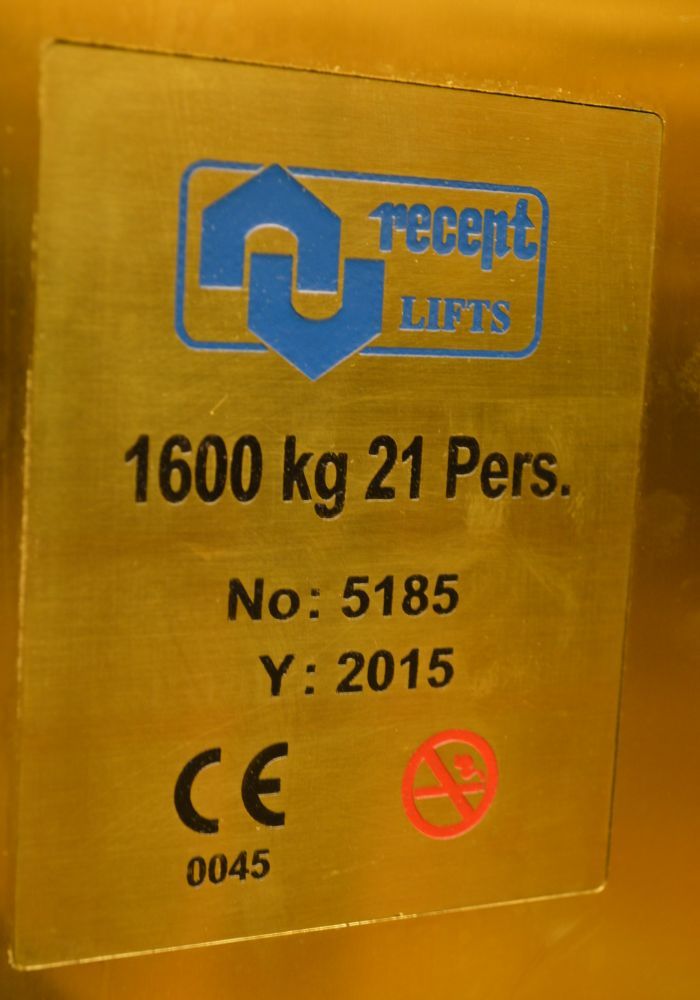 recept
LIFTS
1600 kg 21 Pers.
No: 5185
Y: 2015
CE
0045